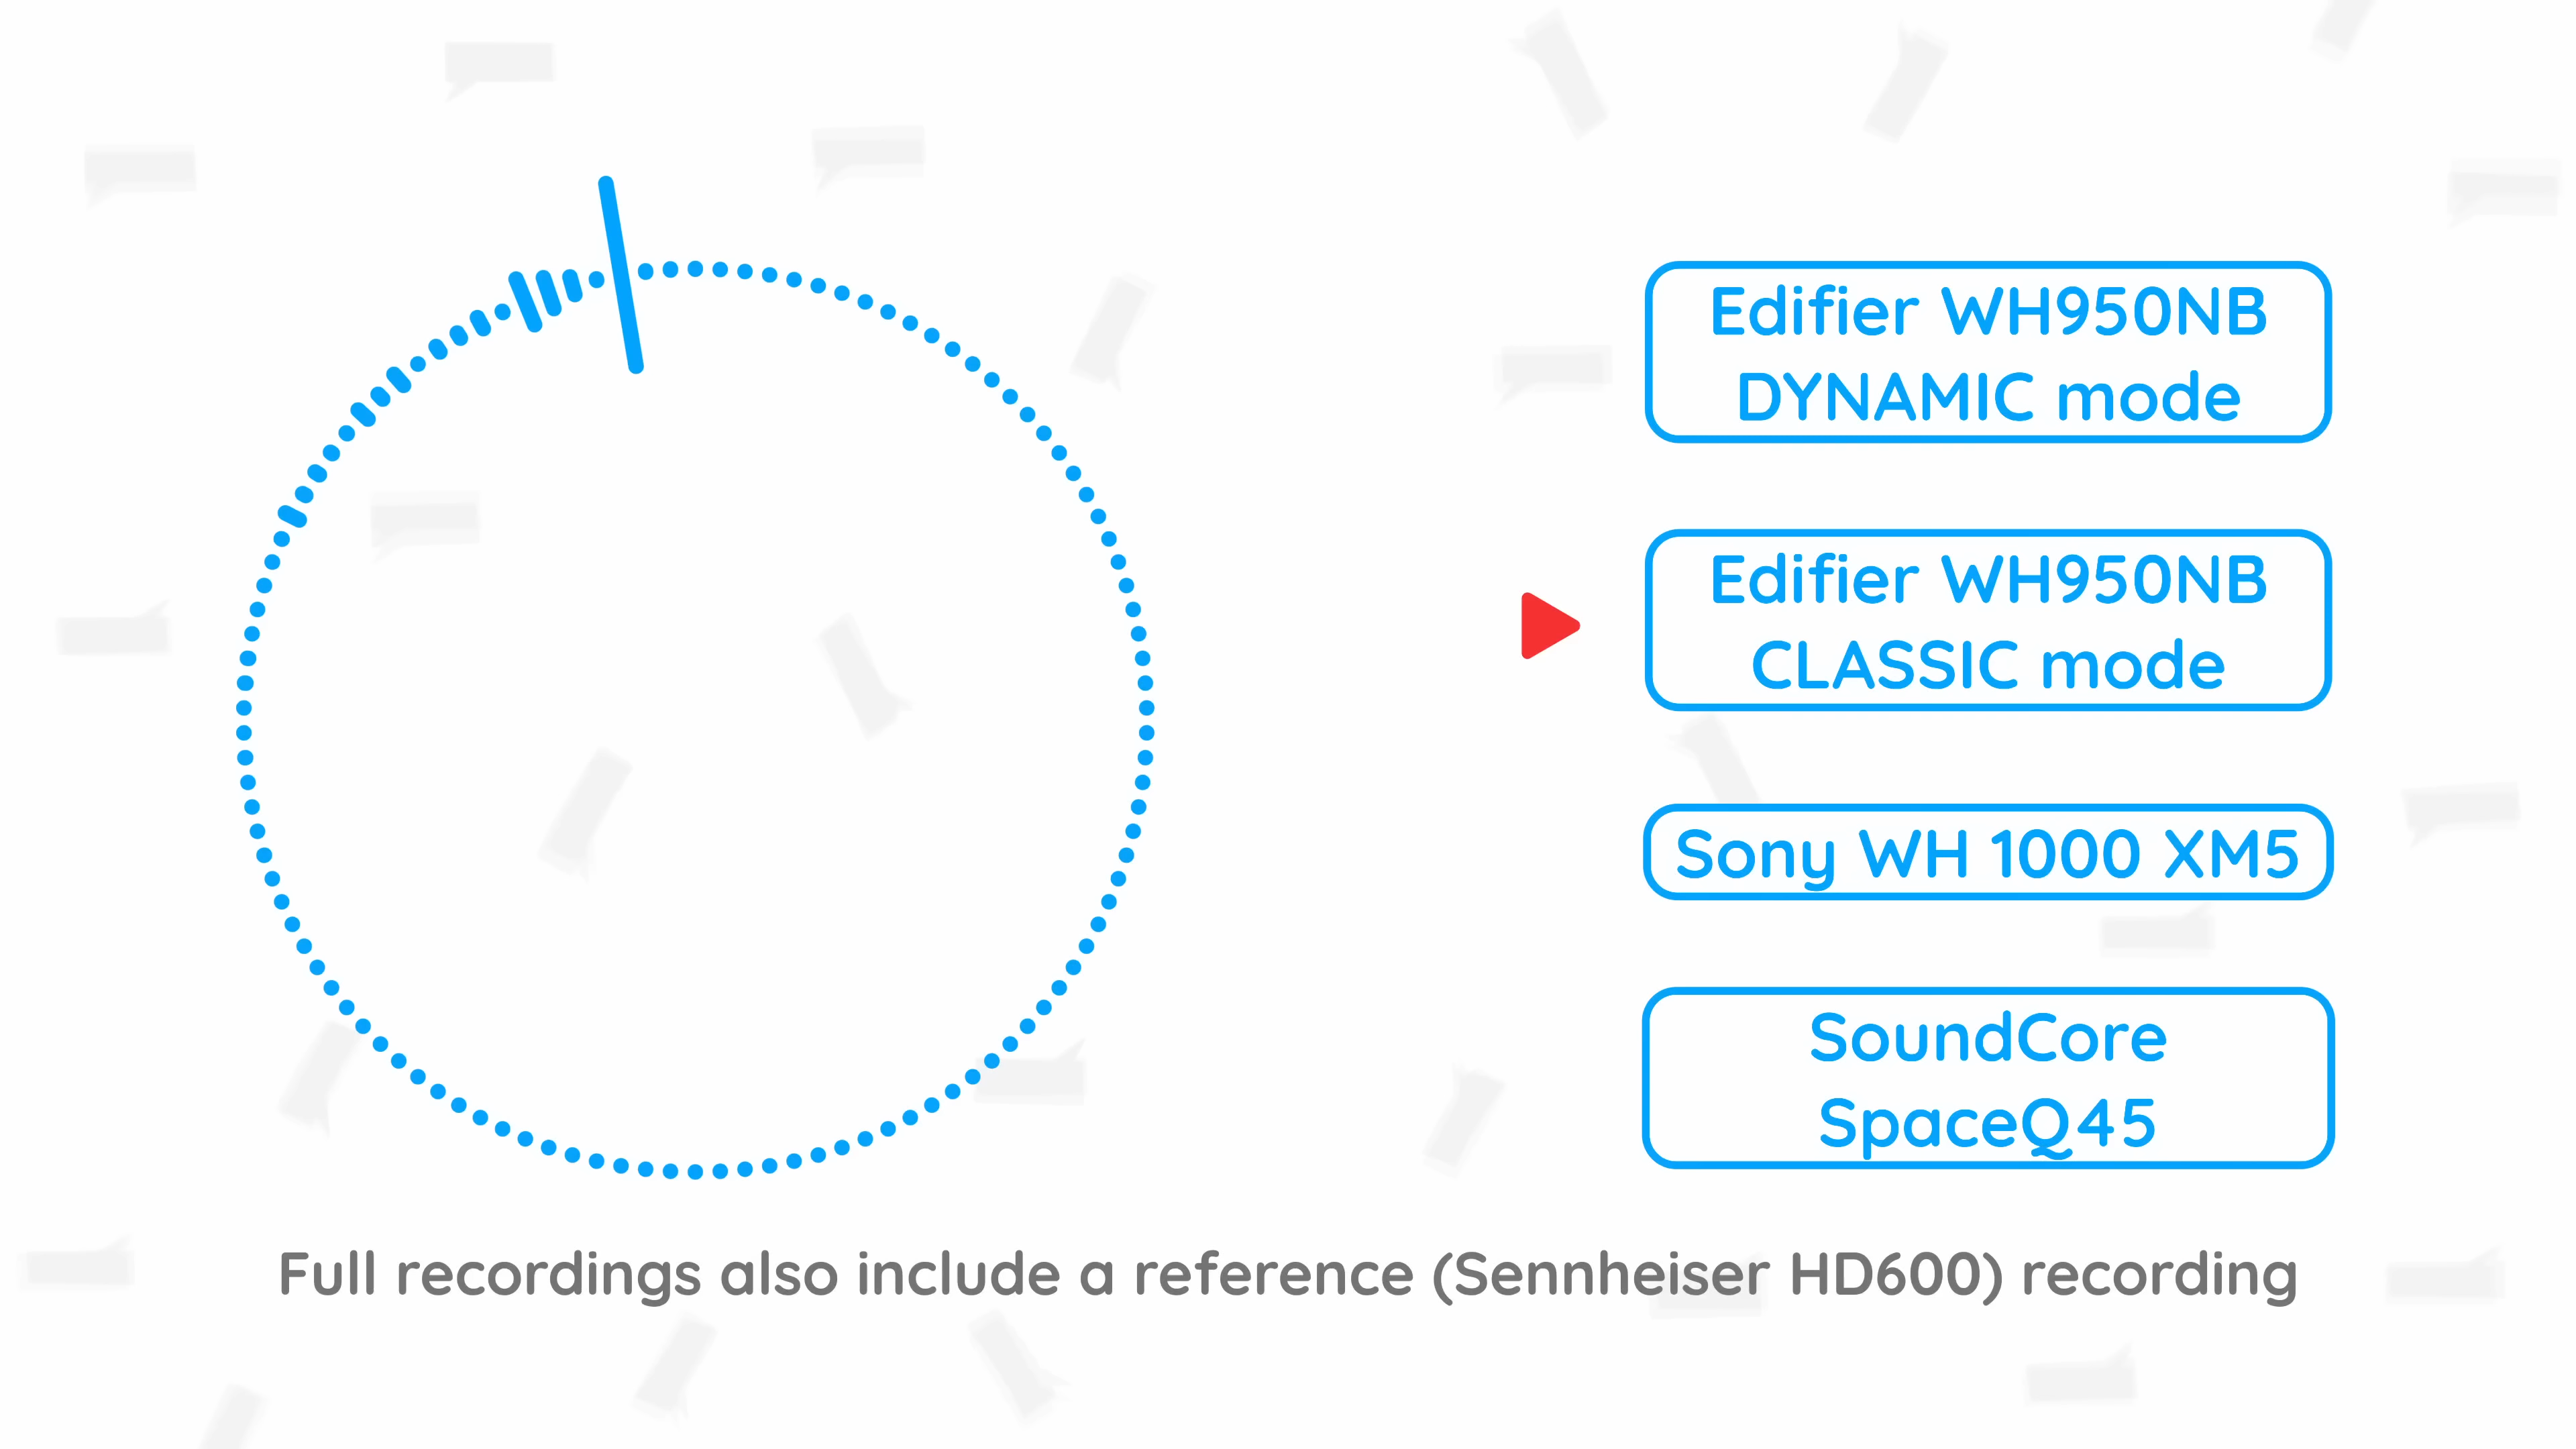 Edifier WH950NB
DYNAMIC mode
Edifier WH950NB
CLASSIC mode
Sony WH 1000 XM5
SoundCore
SpaceQ45
Full recordings also include a reference (Sennheiser HD600) recording